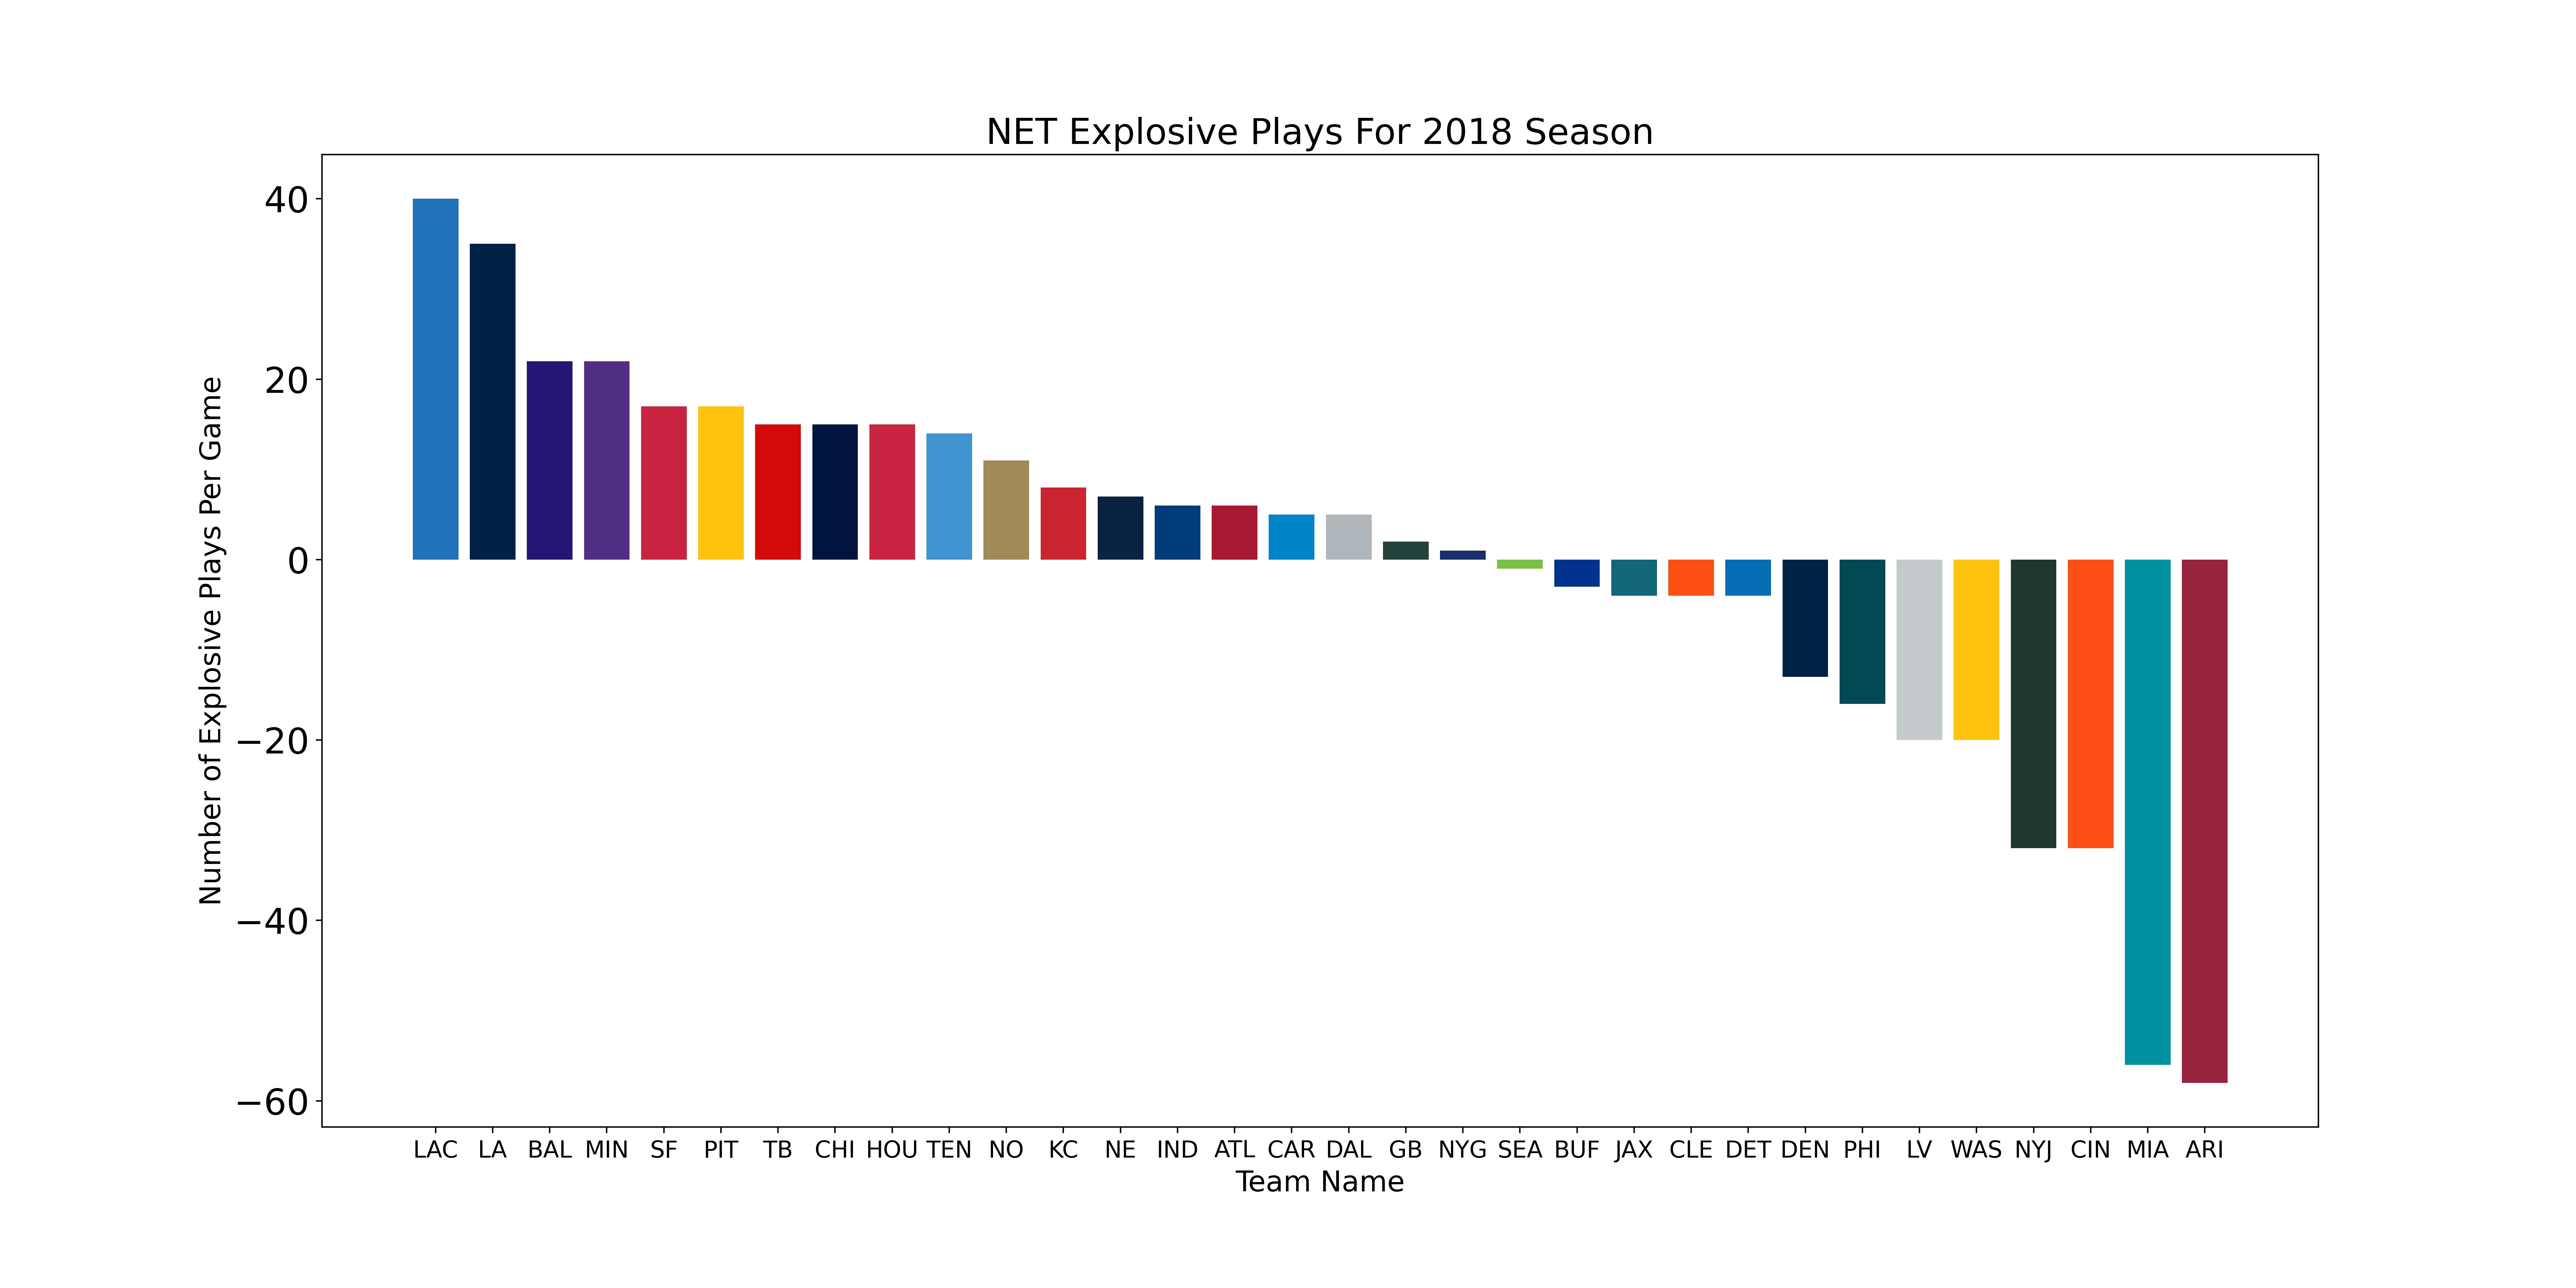 NET Explosive Plays For 2018 Season
Number of Explosive Plays Per Game
40
20
0
−20
−40
−60
LAC LA BAL MIN SF PIT TB CHI HOU TEN NO KC NE IND ATL CAR DAL GB NYG SEA BUF JAX CLE DET DEN PHI LV WAS NYJ CIN MIA ARI
Team Name